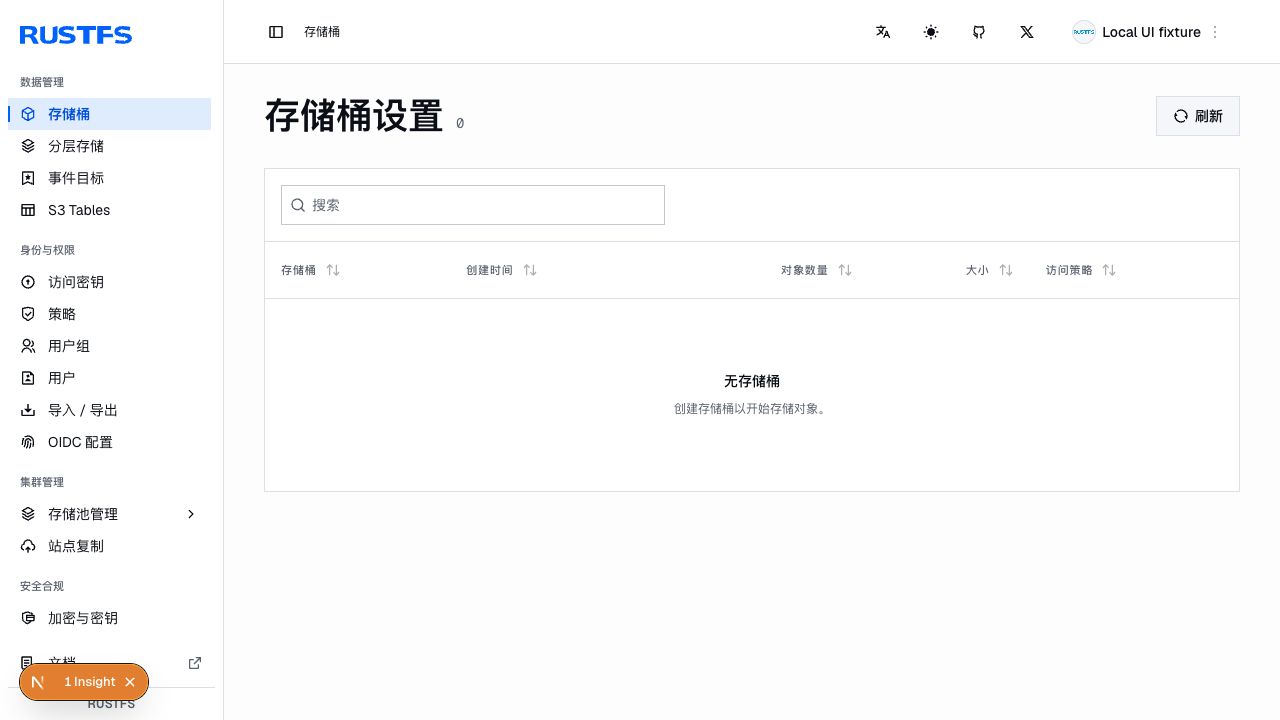 RUSTFS
存储桶
RUSTFS
Local UI fixture
数据管理
存储桶
分层存储
事件目标
S3 Tables
身份与权限
访问密钥
策略
用户组
用户
导入 / 导出
OIDC 配置
集群管理
存储池管理
站点复制
安全合规
加密与密钥
文档
1 Insight
RUSTFS
存储桶设置 0
刷新
搜索
存储桶 创建时间 对象数量 大小 访问策略
无存储桶
创建存储桶以开始存储对象。